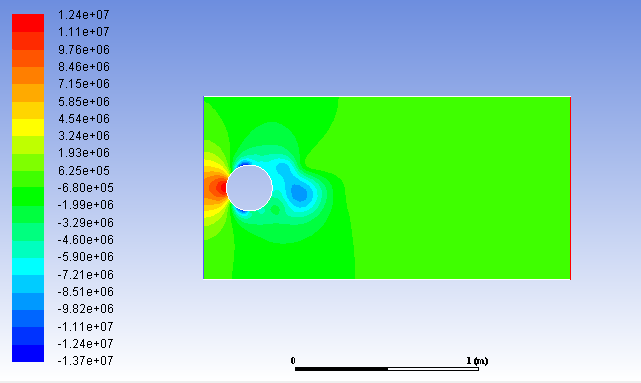 1.24e+07
1.11e+07
9.76e+06
8.46e+06
7.15e+06
5.85e+06
4.54e+06
3.24e+06
1.93e+06
6.25e+05
-6.80e+05
-1.99e+06
-3.29e+06
-4.60e+06
-5.90e+06
-7.21e+06
-8.51e+06
-9.82e+06
-1.11e+07
-1.24e+07
-1.37e+07
0 1 (m)